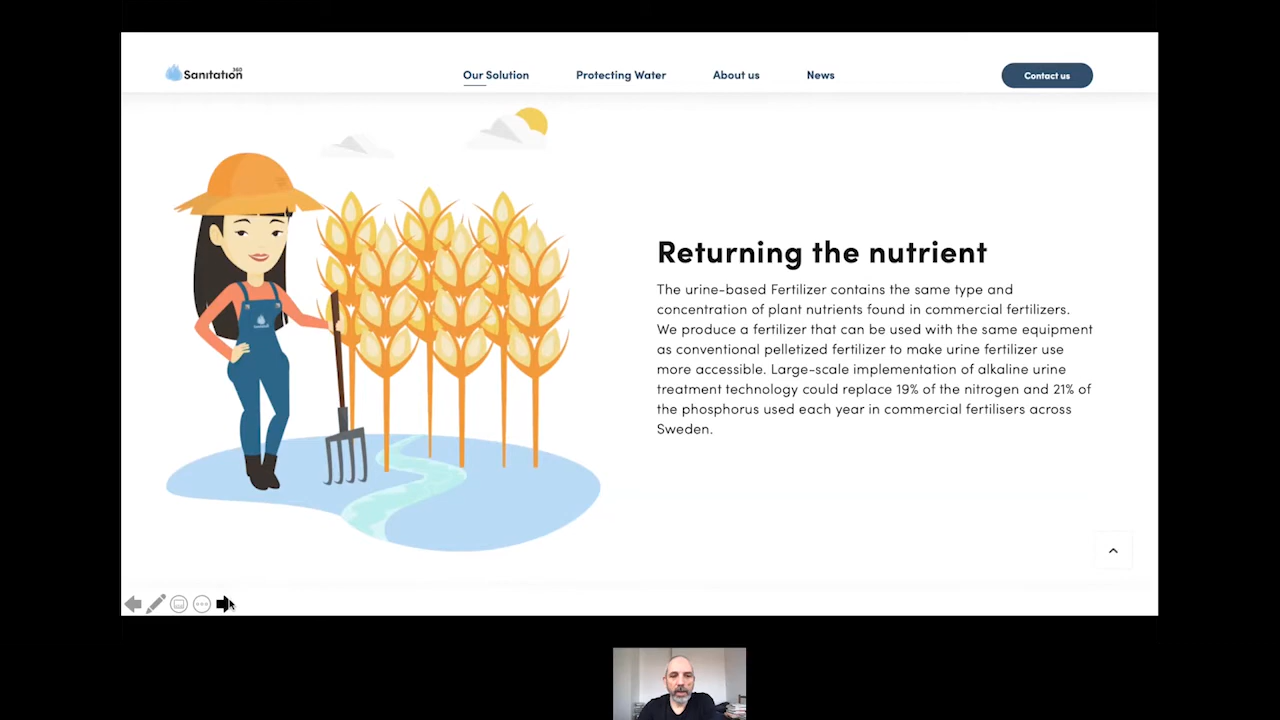 Sanitation 360
Our Solution
Protecting Water
About us
News
Contact us
Returning the nutrient
The urine-based Fertilizer contains the same type and
concentration of plant nutrients found in commercial fertilizers.
We produce a fertilizer that can be used with the same equipment
as conventional pelletized fertilizer to make urine fertilizer use
more accessible. Large-scale implementation of alkaline urine
treatment technology could replace 19% of the nitrogen and 21% of
the phosphorus used each year in commercial fertilisers across
Sweden.